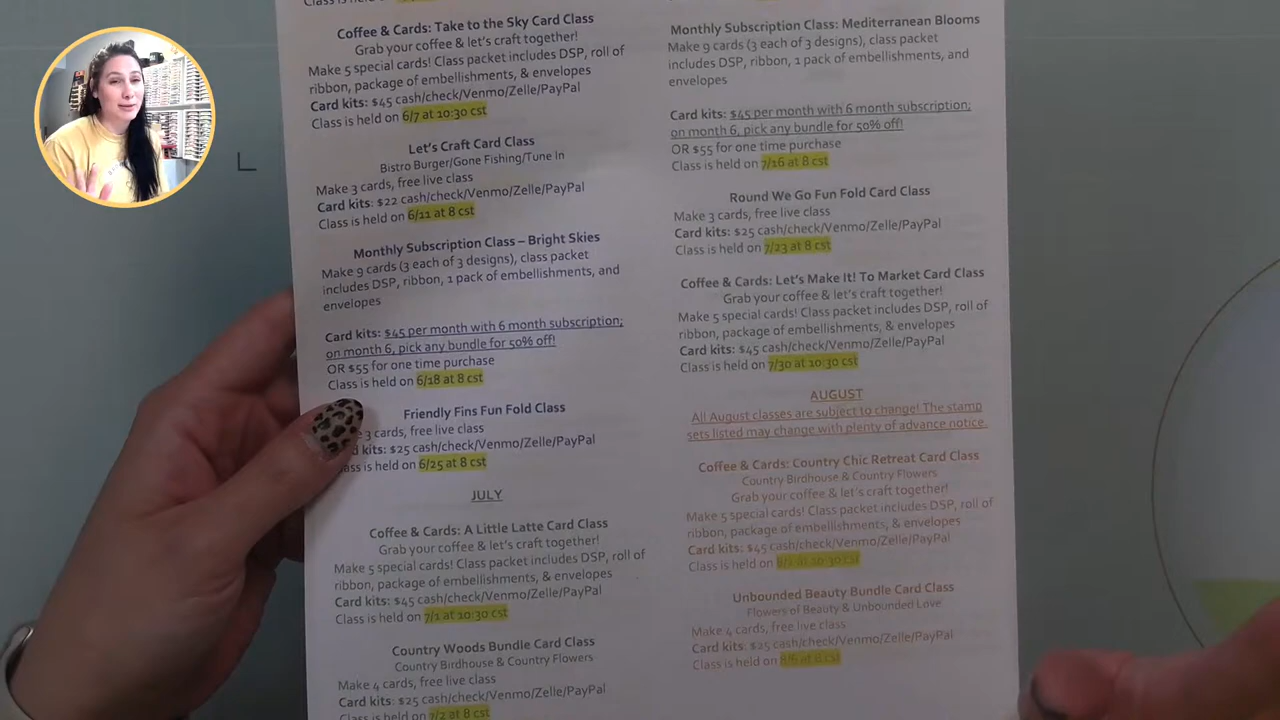 Class is held on
Coffee & Cards: Take to the Sky Card Class
Grab your coffee & let's craft together!
Make 5 special cards! Class packet includes DSP, roll of
ribbon, package of embellishments, & envelopes
Card kits: $45 cash/check/Venmo/Zelle/PayPal
Class is held on 6/7 at 10:30 cst
Let's Craft Card Class
Bistro Burger/Gone Fishing/Tune In
Make 3 cards, free live class
Card kits: $22 cash/check/Venmo/Zelle/PayPal
Class is held on 6/11 at 8 cst
Monthly Subscription Class – Bright Skies
Make 9 cards (3 each of 3 designs), class packet
includes DSP, ribbon, 1 pack of embellishments, and
envelopes
Card kits: $45 per month with 6 month subscription;
on month 6, pick any bundle for 50% off!
OR $55 for one time purchase
Class is held on 6/18 at 8 cst
Friendly Fins Fun Fold Class
3 cards, free live class
kits: $25 cash/check/Venmo/Zelle/PayPal
is held on 6/25 at 8 cst
JULY
Coffee & Cards: A Little Latte Card Class
Grab your coffee & let's craft together!
Make 5 special cards! Class packet includes DSP, roll of
ribbon, package of embellishments, & envelopes
Card kits: $45 cash/check/Venmo/Zelle/PayPal
Class is held on 7/1 at 10:30 cst
Country Woods Bundle Card Class
Country Birdhouse & Country Flowers
Make 4 cards, free live class
Card kits: $25 cash/check/Venmo/Zelle/PayPal
Class is held on 7/2 at 8 cst
Monthly Subscription Class: Mediterranean Blooms
Make 9 cards (3 each of 3 designs), class packet
includes DSP, ribbon, 1 pack of embellishments, and
envelopes
Card kits: $45 per month with 6 month subscription;
on month 6, pick any bundle for 50% off!
OR $55 for one time purchase
Class is held on 7/16 at 8 cst
Round We Go Fun Fold Card Class
Make 3 cards, free live class
Card kits: $25 cash/check/Venmo/Zelle/PayPal
Class is held on 7/23 at 8 cst
Coffee & Cards: Let's Make It! To Market Card Class
Grab your coffee & let's craft together!
Make 5 special cards! Class packet includes DSP, roll of
ribbon, package of embellishments, & envelopes
Card kits: $45 cash/check/Venmo/Zelle/PayPal
Class is held on 7/30 at 10:30 cst
AUGUST
All August classes are subject to change! The stamp
sets listed may change with plenty of advance notice.
Coffee & Cards: Country Chic Retreat Card Class
Country Birdhouse & Country Flowers
Grab your coffee & let's craft together!
Make 5 special cards! Class packet includes DSP, roll of
ribbon, package of embellishments, & envelopes
Card kits: $45 cash/check/Venmo/Zelle/PayPal
Class is held on at 10:30 cst
Unbounded Beauty Bundle Card Class
Flowers of Beauty & Unbounded Love
Make 4 cards, free live class
Card kits: $25 cash/check/Venmo/Zelle/PayPal
Class is held on 8/6 at 8 cst